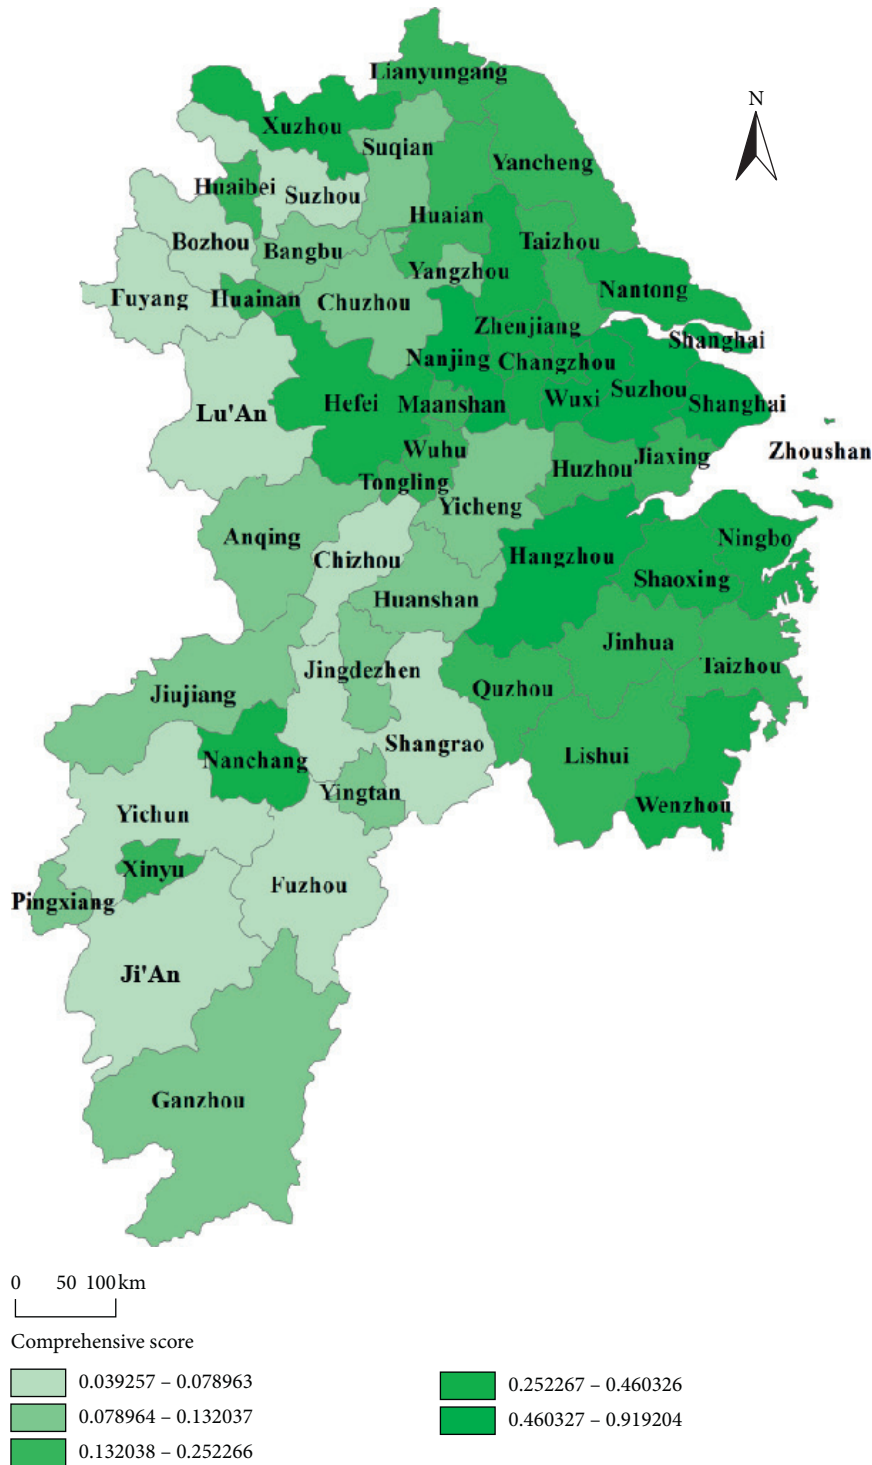 Lianyungang
N
Xuzhou
Suqian
Yancheng
Huaibei
Suzhou
Huaian
Bozhou
Bangbu
Taizhou
Yangzhou
Fuyang
Huainan
Chuzhou
Nantong
Zhenjiang
Shanghai
Nanjing
Changzhou
Lu'An
Hefei
Maanshan
Wuxi
Suzhou
Shanghai
Wuhu
Huzhou
Jiaxing
Zhoushan
Tongling
Yicheng
Anqing
Chizhou
Hangzhou
Ningbo
Shaoxing
Huanshan
Jinhua
Jingdezhen
Taizhou
Jiujiang
Quzhou
Nanchang
Shangrao
Lishui
Yingtan
Wenzhou
Yichun
Xinyu
Fuzhou
Pingxiang
Ji'An
Ganzhou
0 50 100 km
Comprehensive score
0.039257 – 0.078963
0.078964 – 0.132037
0.132038 – 0.252266
0.252267 – 0.460326
0.460327 – 0.919204